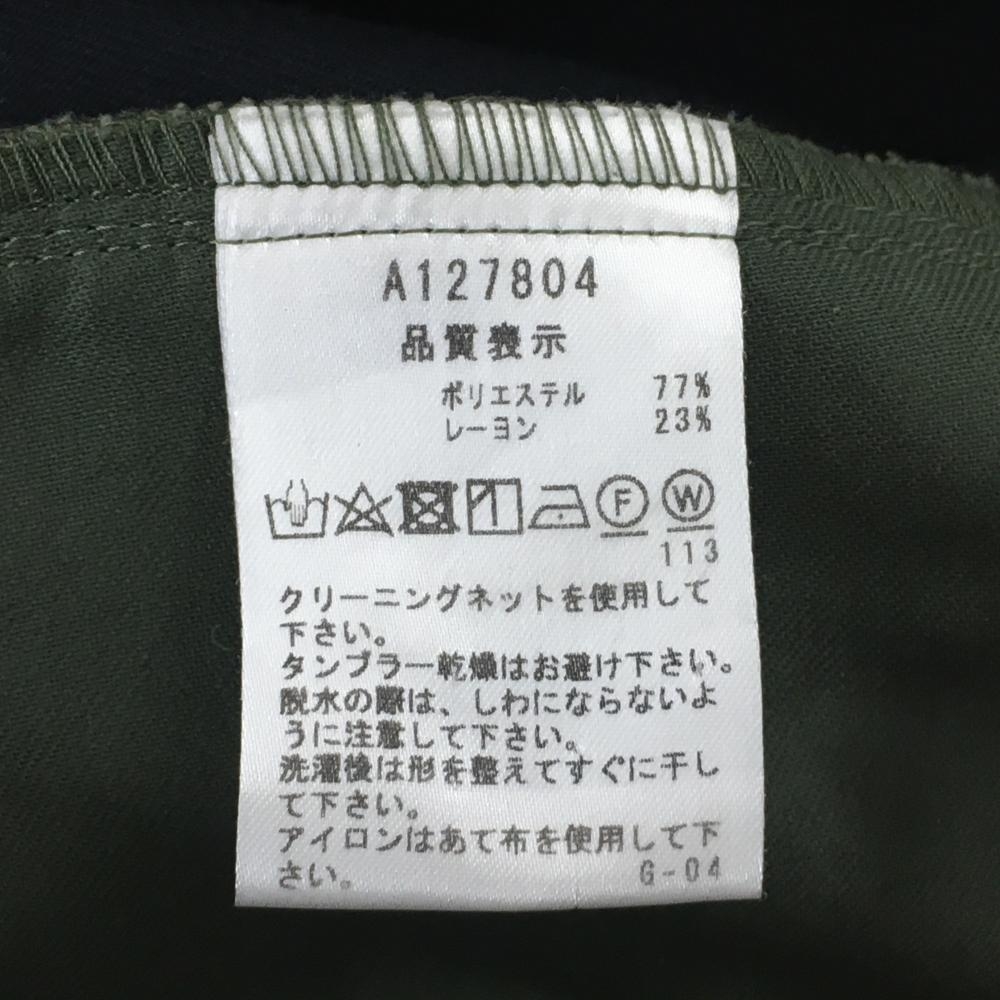 A127804
品質表示
ポリエステル 77%
レーヨン 23%
F W
113
クリーニングネットを使用して
下さい。
タンブラー乾燥はお避け下さい。
脱水の際は、しわにならないよ
うに注意して下さい。
洗濯後は形を整えてすぐに干し
て下さい。
アイロンはあて布を使用して下
さい。 G-04